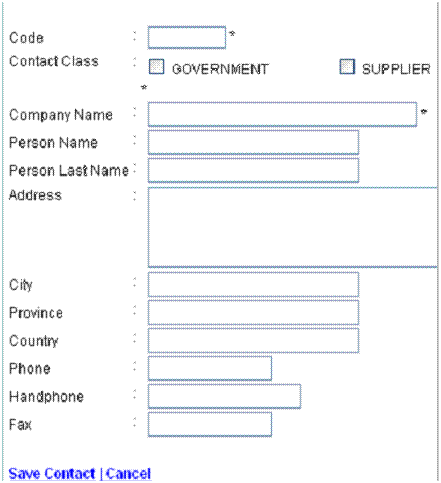 Code : *
Contact Class : GOVERNMENT SUPPLIER
*
Company Name : *
Person Name :
Person Last Name :
Address :
City :
Province :
Country :
Phone :
Handphone :
Fax :
Save Contact | Cancel